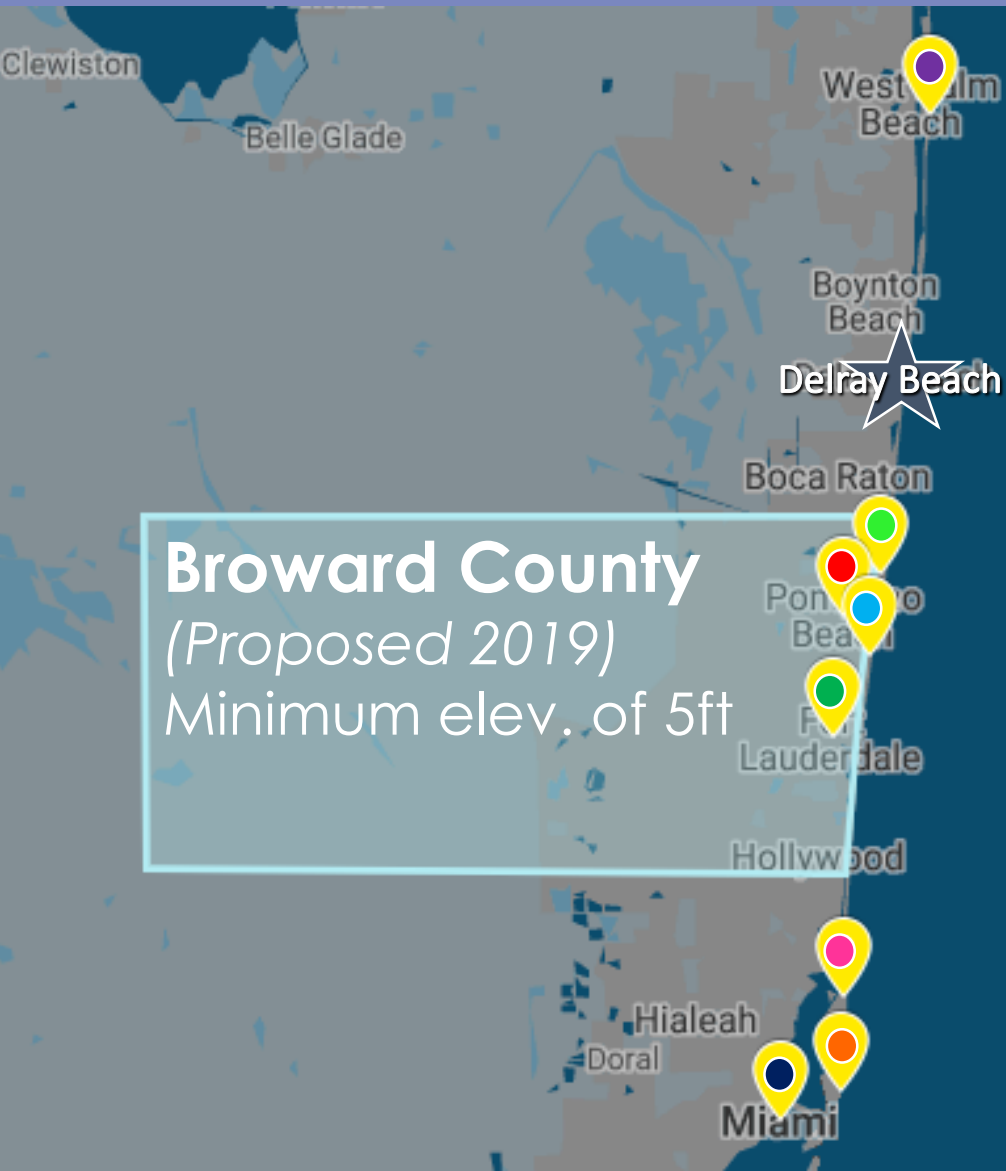 Clewiston
Belle Glade
West
Beach
Boynton
Beach
Delray Beach
Boca Raton
Broward County
(Proposed 2019)
Minimum elev. of 5ft
Lauderdale
Hollywood
Hialeah
Doral
Miami